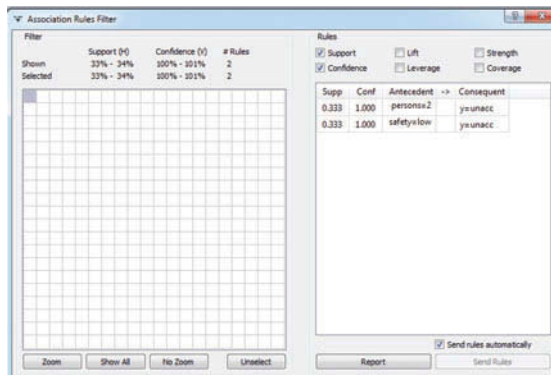 Association Rules Filter
Filter
Support (H) Confidence (V) # Rules
Shown 33% - 34% 100% - 101% 2
Selected 33% - 34% 100% - 101% 2
Zoom Show All No Zoom Unselect
Rules
Support Lift Strength
Confidence Leverage Coverage
Supp Conf Antecedent -> Consequent
0.333 1.000 persons=2 y=unacc
0.333 1.000 safety=low y=unacc
Send rules automatically
Report Send Rules